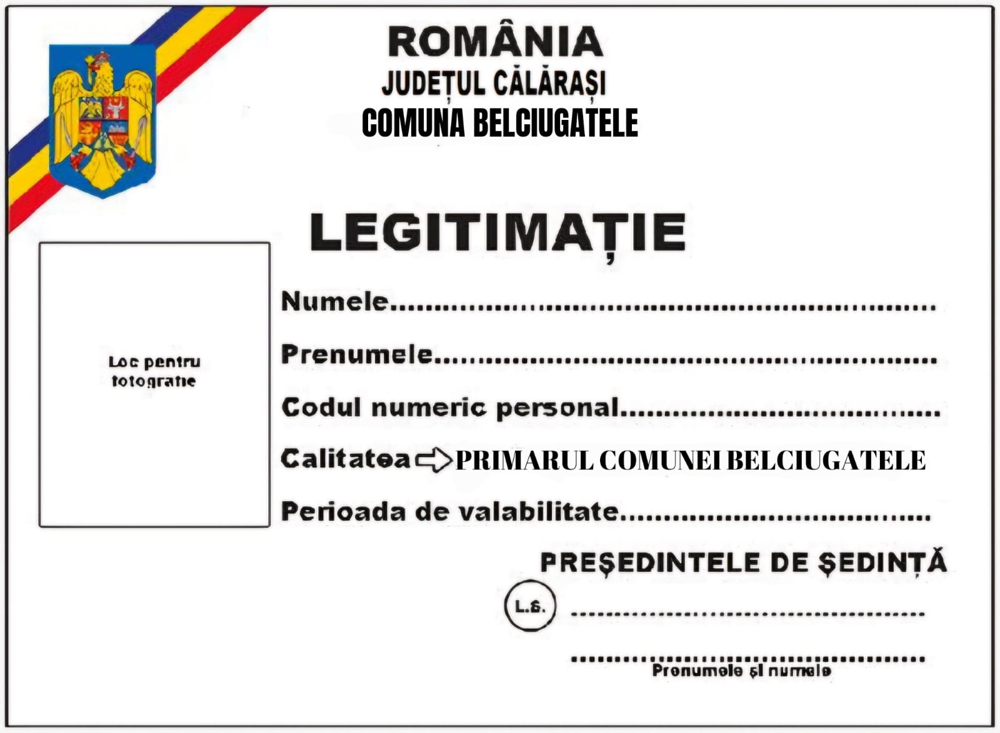 ROMÂNIA
JUDEȚUL CĂLĂRAȘI
COMUNA BELCIUGATELE
LEGITIMAȚIE
Loc pentru
fotografie
Numele..............................
Prenumele..............................
Codul numeric personal..............................
Calitatea PRIMARUL COMUNEI BELCIUGATELE
Perioada de valabilitate..............................
PREȘEDINTELE DE ȘEDINȚĂ
L.S. ..............................
..............................
Prenumele și numele